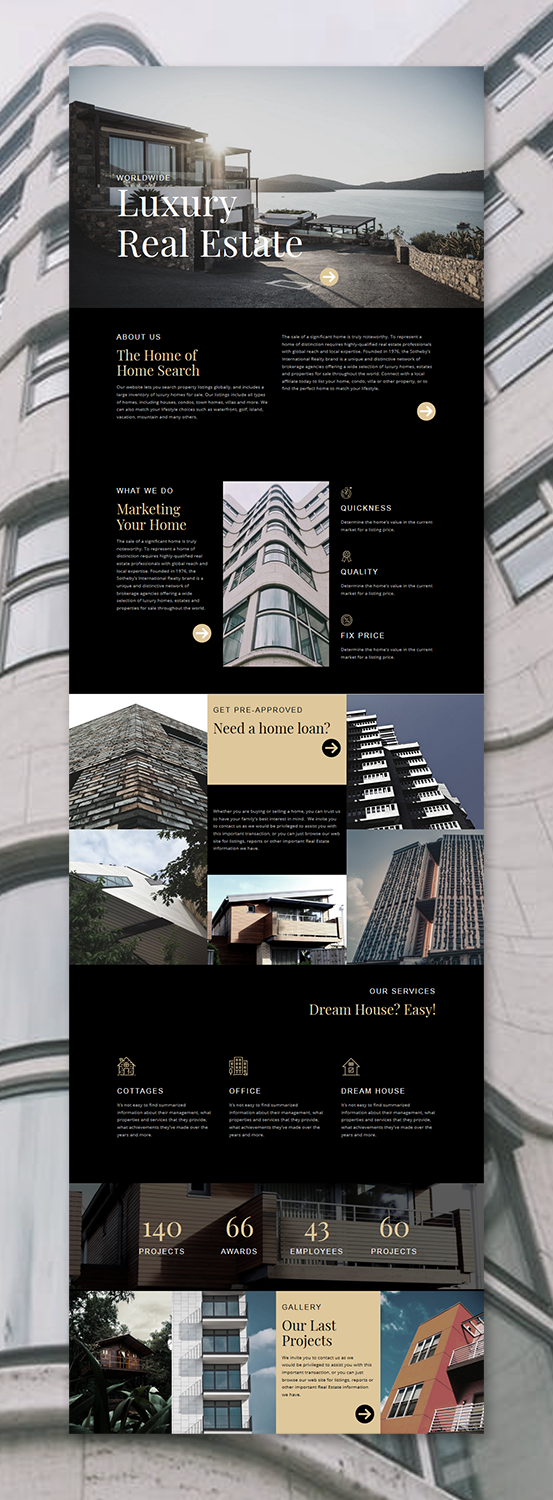 WORLDWIDE
Luxury
Real Estate
ABOUT US
The Home of
Home Search
Our website lets you search property listings globally, and includes a
large inventory of luxury homes for sale. Our listings include all types
of homes, including houses, condos, town homes, villas and more. We
can also match your lifestyle choices such as waterfront, golf, island,
vacation, mountain and many others.
The sale of a significant home is truly noteworthy. To represent a
home of distinction requires highly-qualified real estate professionals
with global reach and local expertise. Founded in 1976, the Sotheby's
International Realty brand is a unique and distinctive network of
brokerage agencies offering a wide selection of luxury homes, estates
and properties for sale throughout the world. Connect with a local
affiliate today to list your home, condo, villa or other property, or to
find the perfect home to match your lifestyle.
WHAT WE DO
Marketing
Your Home
The sale of a significant home is truly
noteworthy. To represent a home of
distinction requires highly-qualified real
estate professionals with global reach and
local expertise. Founded in 1976, the
Sotheby's International Realty brand is a
unique and distinctive network of
brokerage agencies offering a wide
selection of luxury homes, estates and
properties for sale throughout the world.
QUICKNESS
Determine the home's value in the current
market for a listing price.
QUALITY
Determine the home's value in the current
market for a listing price.
FIX PRICE
Determine the home's value in the current
market for a listing price.
GET PRE-APPROVED
Need a home loan?
Whether you are buying or selling a home, you can trust us
to have your family's best interest in mind. We invite you
to contact us as we would be privileged to assist you with
this important transaction, or you can just browse our web
site for listings, reports or other important Real Estate
information we have.
OUR SERVICES
Dream House? Easy!
COTTAGES
It's not easy to find summarized
information about their management, what
properties and services that they provide,
what achievements they've made over the
years and more.
OFFICE
It's not easy to find summarized
information about their management, what
properties and services that they provide,
what achievements they've made over the
years and more.
DREAM HOUSE
It's not easy to find summarized
information about their management, what
properties and services that they provide,
what achievements they've made over the
years and more.
140
PROJECTS
66
AWARDS
43
EMPLOYEES
60
PROJECTS
GALLERY
Our Last
Projects
We invite you to contact us as we
would be privileged to assist you with this
important transaction, or you can just
browse our web site for listings, reports or
other important Real Estate information
we have.